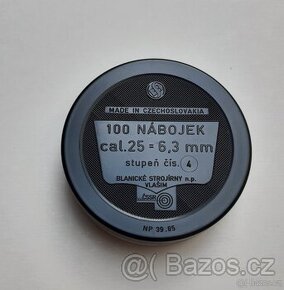 MADE IN CZECHOSLOVAKIA
100 NÁBOJEK
cal.25 = 6,3 mm
stupeň čís. 4
BLANICKÉ STROJÍRNY n.p.
VLAŠIM
NP 39.85
Bazoš.cz